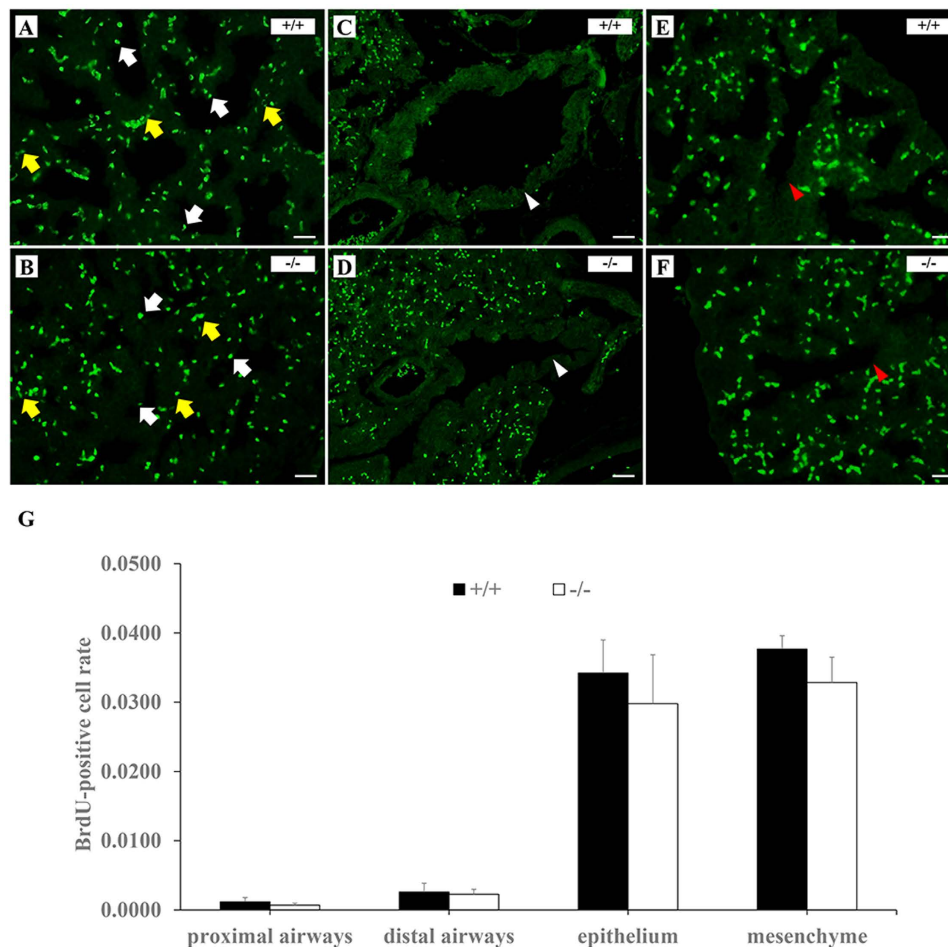 A +/+
C +/+
E +/+
B -/-
D -/-
F -/-
G
0.0500
+/+ -/-
0.0400
0.0300
0.0200
0.0100
0.0000
BrdU-positive cell rate
proximal airways distal airways epithelium mesenchyme